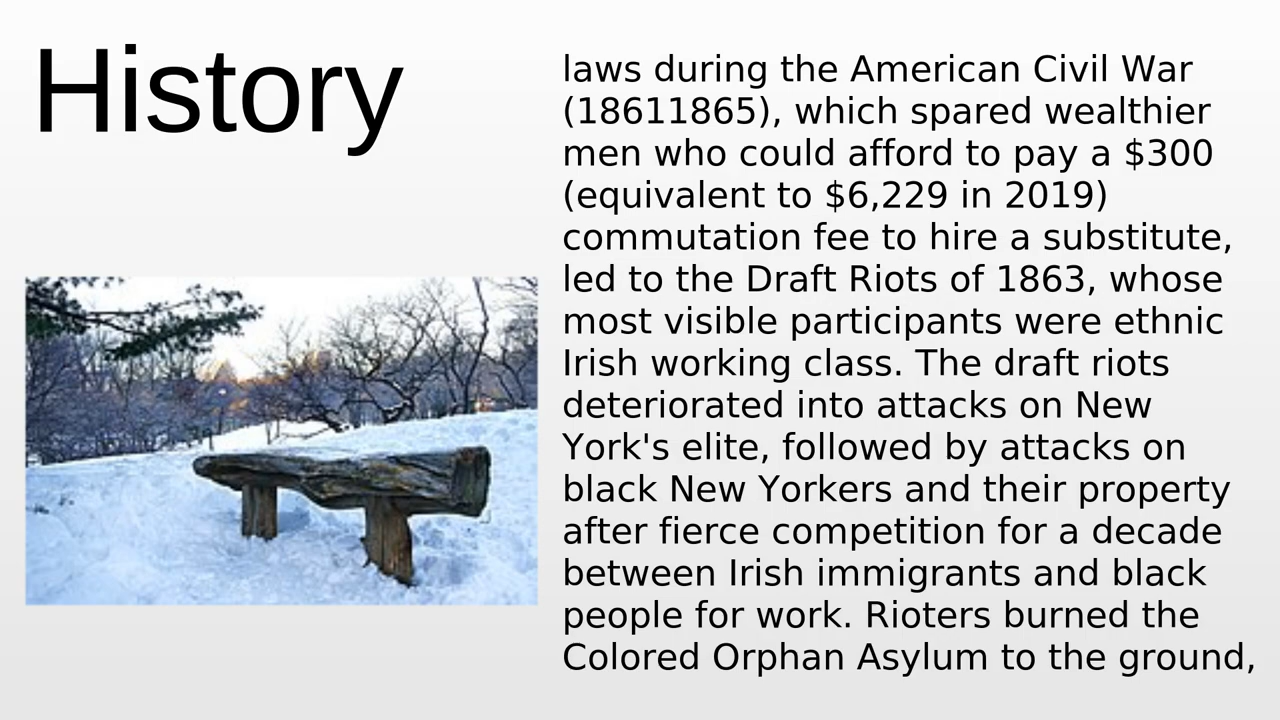 History
laws during the American Civil War
(18611865), which spared wealthier
men who could afford to pay a $300
(equivalent to $6,229 in 2019)
commutation fee to hire a substitute,
led to the Draft Riots of 1863, whose
most visible participants were ethnic
Irish working class. The draft riots
deteriorated into attacks on New
York's elite, followed by attacks on
black New Yorkers and their property
after fierce competition for a decade
between Irish immigrants and black
people for work. Rioters burned the
Colored Orphan Asylum to the ground,